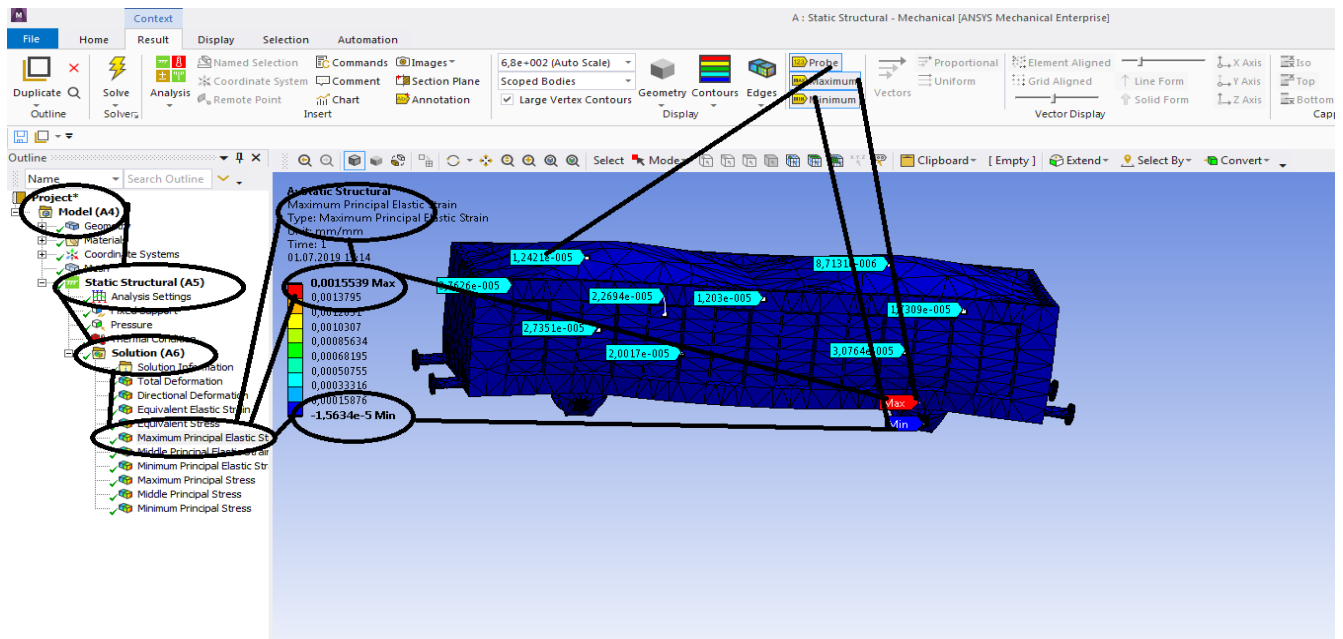 M
Context
A : Static Structural - Mechanical [ANSYS Mechanical Enterprise]
File Home Result Display Selection Automation
Duplicate
Outline
Solve
Solvers
Analysis
Named Selection Commands Images
Coordinate System Comment Section Plane
Remote Point Chart Annotation
Insert
6,8e+002 (Auto Scale)
Scoped Bodies
Large Vertex Contours
Geometry Contours Edges
Display
Probe
Maximum
Minimum
Vectors
Proportional
Uniform
Element Aligned
Grid Aligned
Line Form
Solid Form
Vector Display
X Axis
Y Axis
Z Axis
Iso
Top
Bottom
Capp
Outline
Name Search Outline
Select Mode Clipboard [ Empty ] Extend Select By Convert
Project*
Model (A4)
Geom
Materials
Coordinate Systems
Mesh
Static Structural (A5)
Analysis Settings
Fixed Support
Pressure
Thermal Condition
Solution (A6)
Solution Information
Total Deformation
Directional Deformation
Equivalent Elastic Strain
Equivalent Stress
Maximum Principal Elastic St
Middle Principal Elastic Strain
Minimum Principal Elastic Str
Maximum Principal Stress
Middle Principal Stress
Minimum Principal Stress
A: Static Structural
Maximum Principal Elastic Strain
Type: Maximum Principal Elastic Strain
Unit: mm/mm
Time: 1
0,0015539 Max
0,0013795
0,0010307
0,00085634
0,00068195
0,00050755
0,00033316
0,00015876
-1,5634e-5 Min
1,2421e-005
8,7131e-006
2,2694e-005
1,203e-005
2,7351e-005
2,0017e-005
3,0764e-005
Max
Min